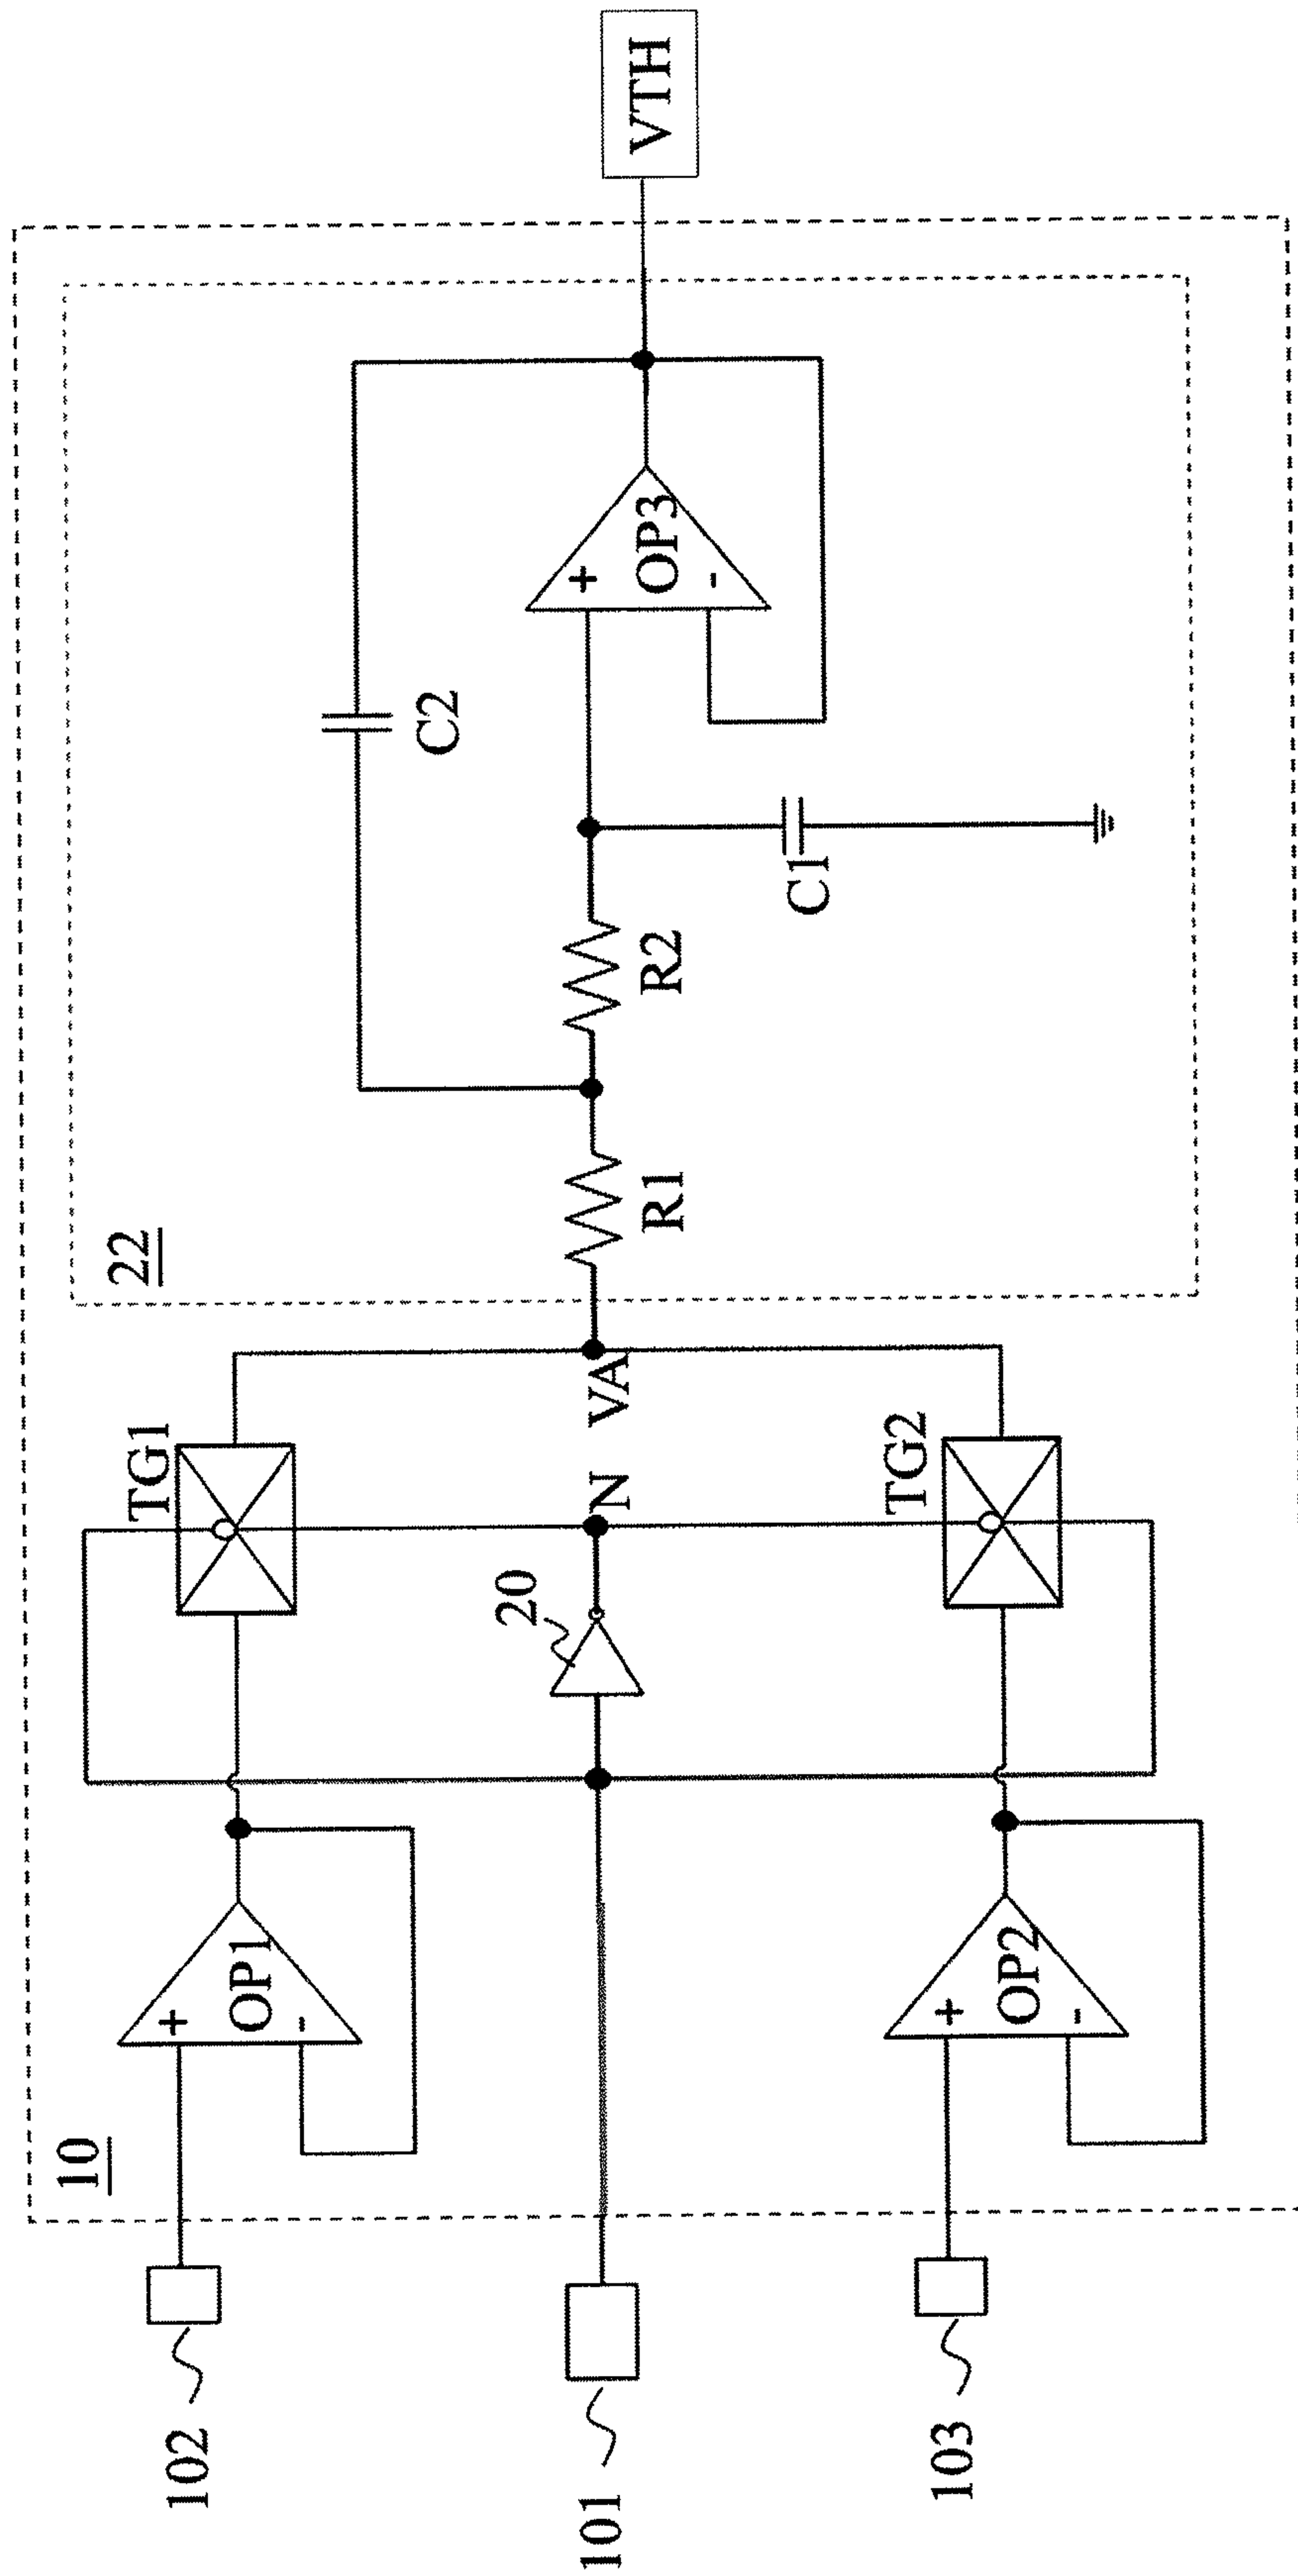 10
102
+
OP1
-
TG1
22
C2
VTH
101
20
N
VA
R1
R2
C1
+
OP3
-
103
+
OP2
-
TG2